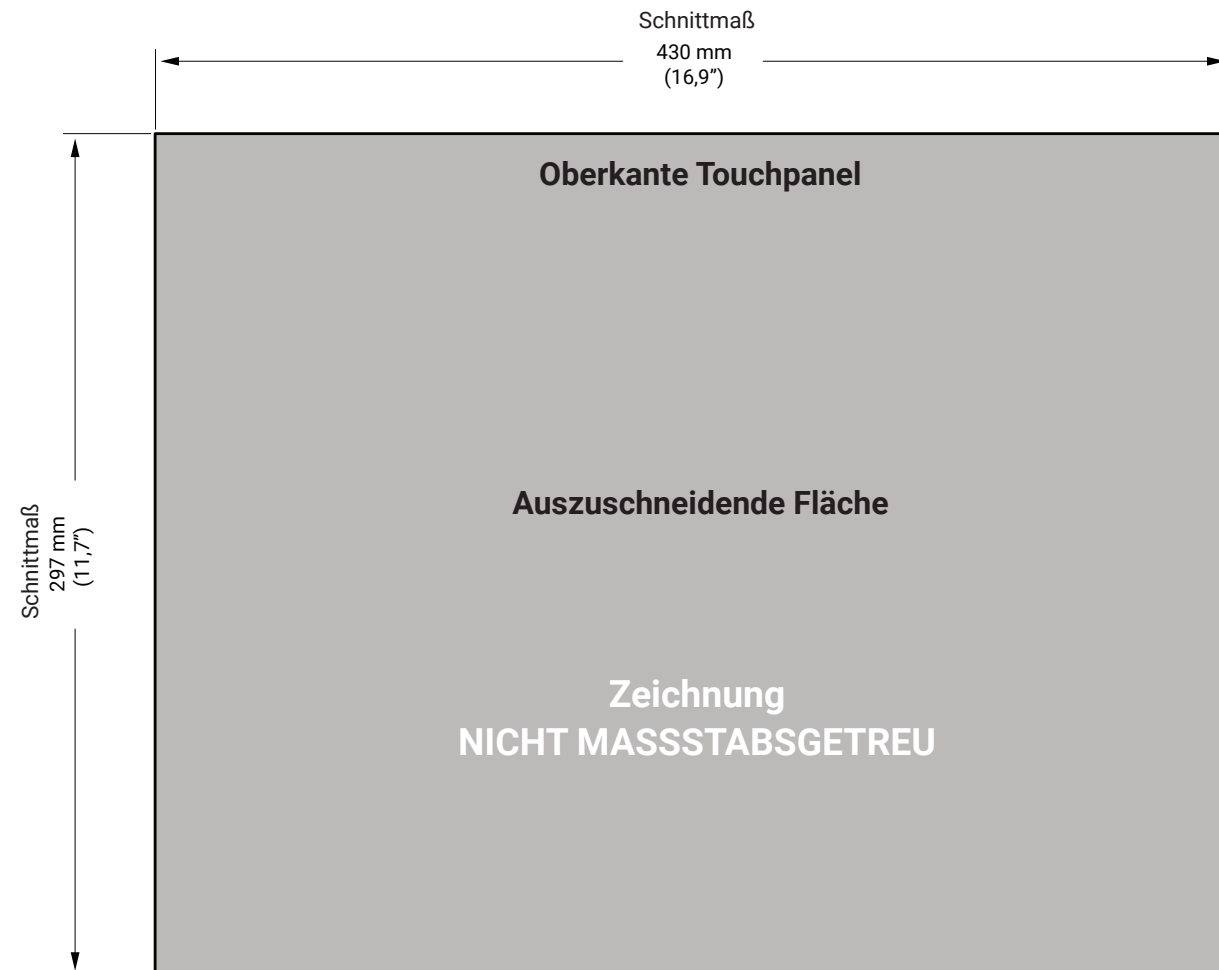 Schnittmaß
430 mm
(16,9”)
Oberkante Touchpanel
Auszuschneidende Fläche
Schnittmaß
297 mm
(11,7”)
Zeichnung
NICHT MASSSTABSGETREU